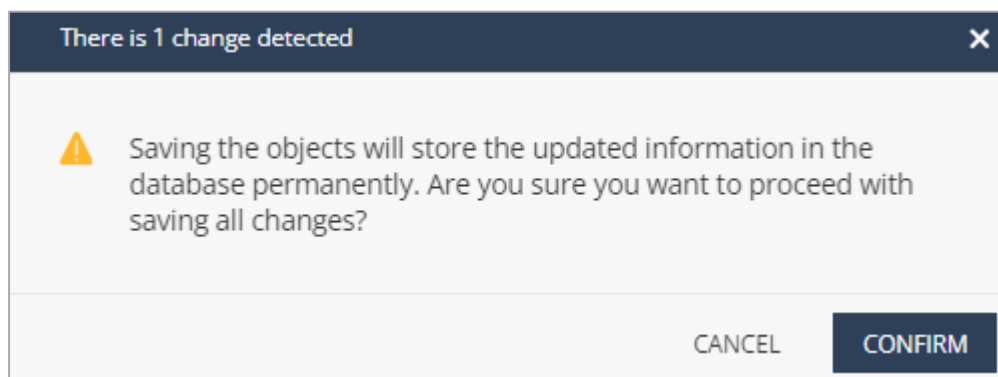 There is 1 change detected
Saving the objects will store the updated information in the
database permanently. Are you sure you want to proceed with
saving all changes?
CANCEL CONFIRM